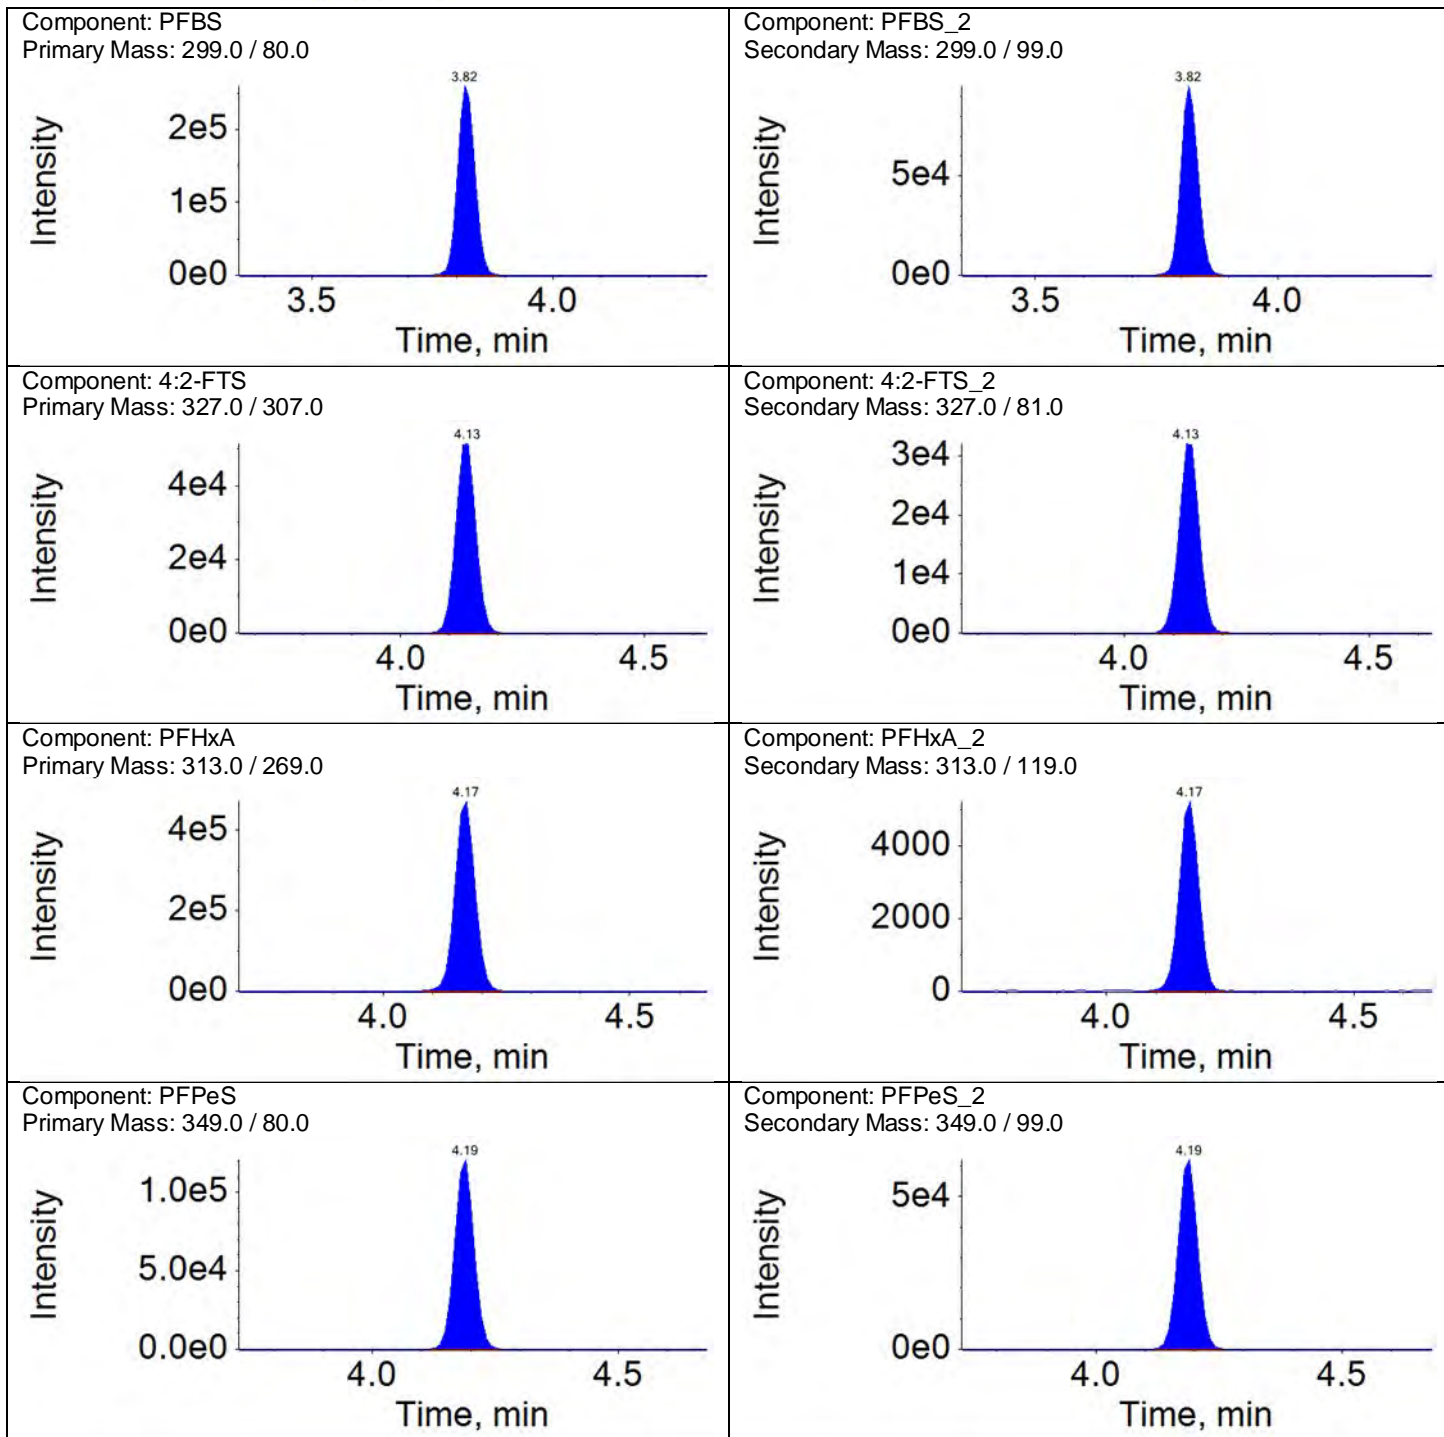 Component: PFBS
Primary Mass: 299.0 / 80.0
3.82
Intensity
2e5
1e5
0e0
3.5
4.0
Time, min
Component: PFBS_2
Secondary Mass: 299.0 / 99.0
3.82
Intensity
5e4
0e0
3.5
4.0
Time, min
Component: 4:2-FTS
Primary Mass: 327.0 / 307.0
4.13
Intensity
4e4
2e4
0e0
4.0
4.5
Time, min
Component: 4:2-FTS_2
Secondary Mass: 327.0 / 81.0
4.13
Intensity
3e4
2e4
1e4
0e0
4.0
4.5
Time, min
Component: PFHxA
Primary Mass: 313.0 / 269.0
4.17
Intensity
4e5
2e5
0e0
4.0
4.5
Time, min
Component: PFHxA_2
Secondary Mass: 313.0 / 119.0
4.17
Intensity
4000
2000
0
4.0
4.5
Time, min
Component: PFPeS
Primary Mass: 349.0 / 80.0
4.19
Intensity
1.0e5
5.0e4
0.0e0
4.0
4.5
Time, min
Component: PFPeS_2
Secondary Mass: 349.0 / 99.0
4.19
Intensity
5e4
0e0
4.0
4.5
Time, min